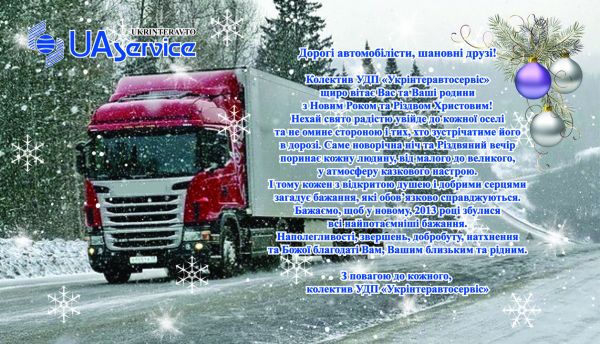 UKRINTERAVTO
UAservice
Дорогі автомобілісти, шановні друзі!
Колектив УДП «Укрінтеравтосервіс»
щиро вітає Вас та Ваші родини
з Новим Роком та Різдвом Христовим!
Нехай свято радістю увійде до кожної оселі
та не омине стороною і тих, хто зустрічатиме його
в дорозі. Саме новорічна ніч та Різдвяний вечір
поринає кожну людину, від малого до великого,
у атмосферу казкового настрою.
І тому кожен з відкритою душею і добрими серцями
загадує бажання, які обов'язково справджуються.
Бажаємо, щоб у новому, 2013 році збулися
всі найпотаємніші бажання.
Наполегливості, звершень, добробуту, натхнення
та Божої благодаті Вам, Вашим близьким та рідним.
З повагою до кожного,
колектив УДП «Укрінтеравтосервіс»